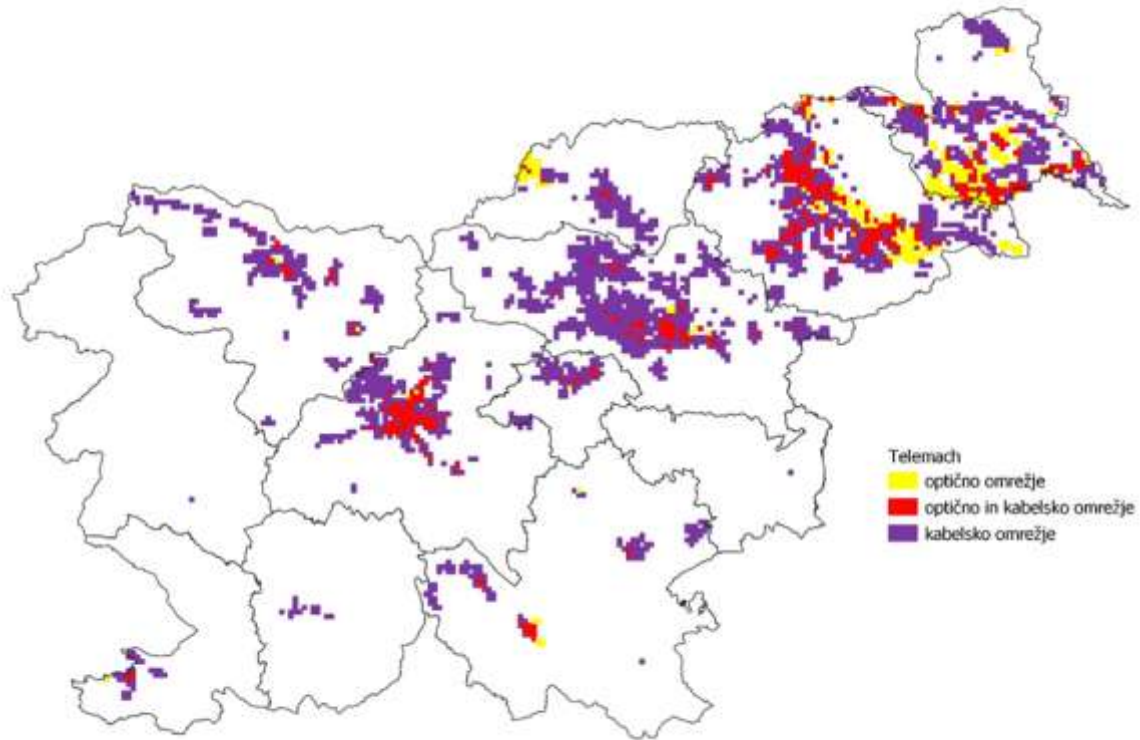 Telemach
optično omrežje
optično in kabelsko omrežje
kabelsko omrežje